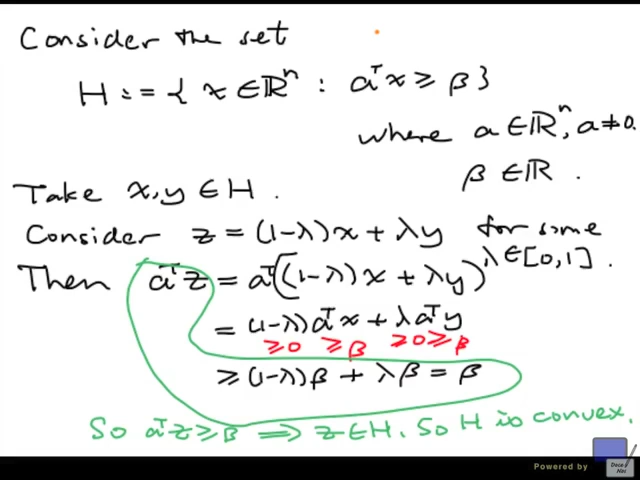 Consider the set
H := { x ∈ ℝⁿ : aᵀx ≥ β }
where a ∈ ℝⁿ, a ≠ 0.
β ∈ ℝ .
Take x, y ∈ H .
Consider z = (1-λ)x + λy for some
λ ∈ [0,1] .
Then aᵀz = aᵀ((1-λ)x + λy)
= (1-λ)aᵀx + λaᵀy
≥0 ≥β ≥0 ≥β
≥ (1-λ)β + λβ = β
So aᵀz ≥ β ⟹ z ∈ H. So H is convex.
Powered by